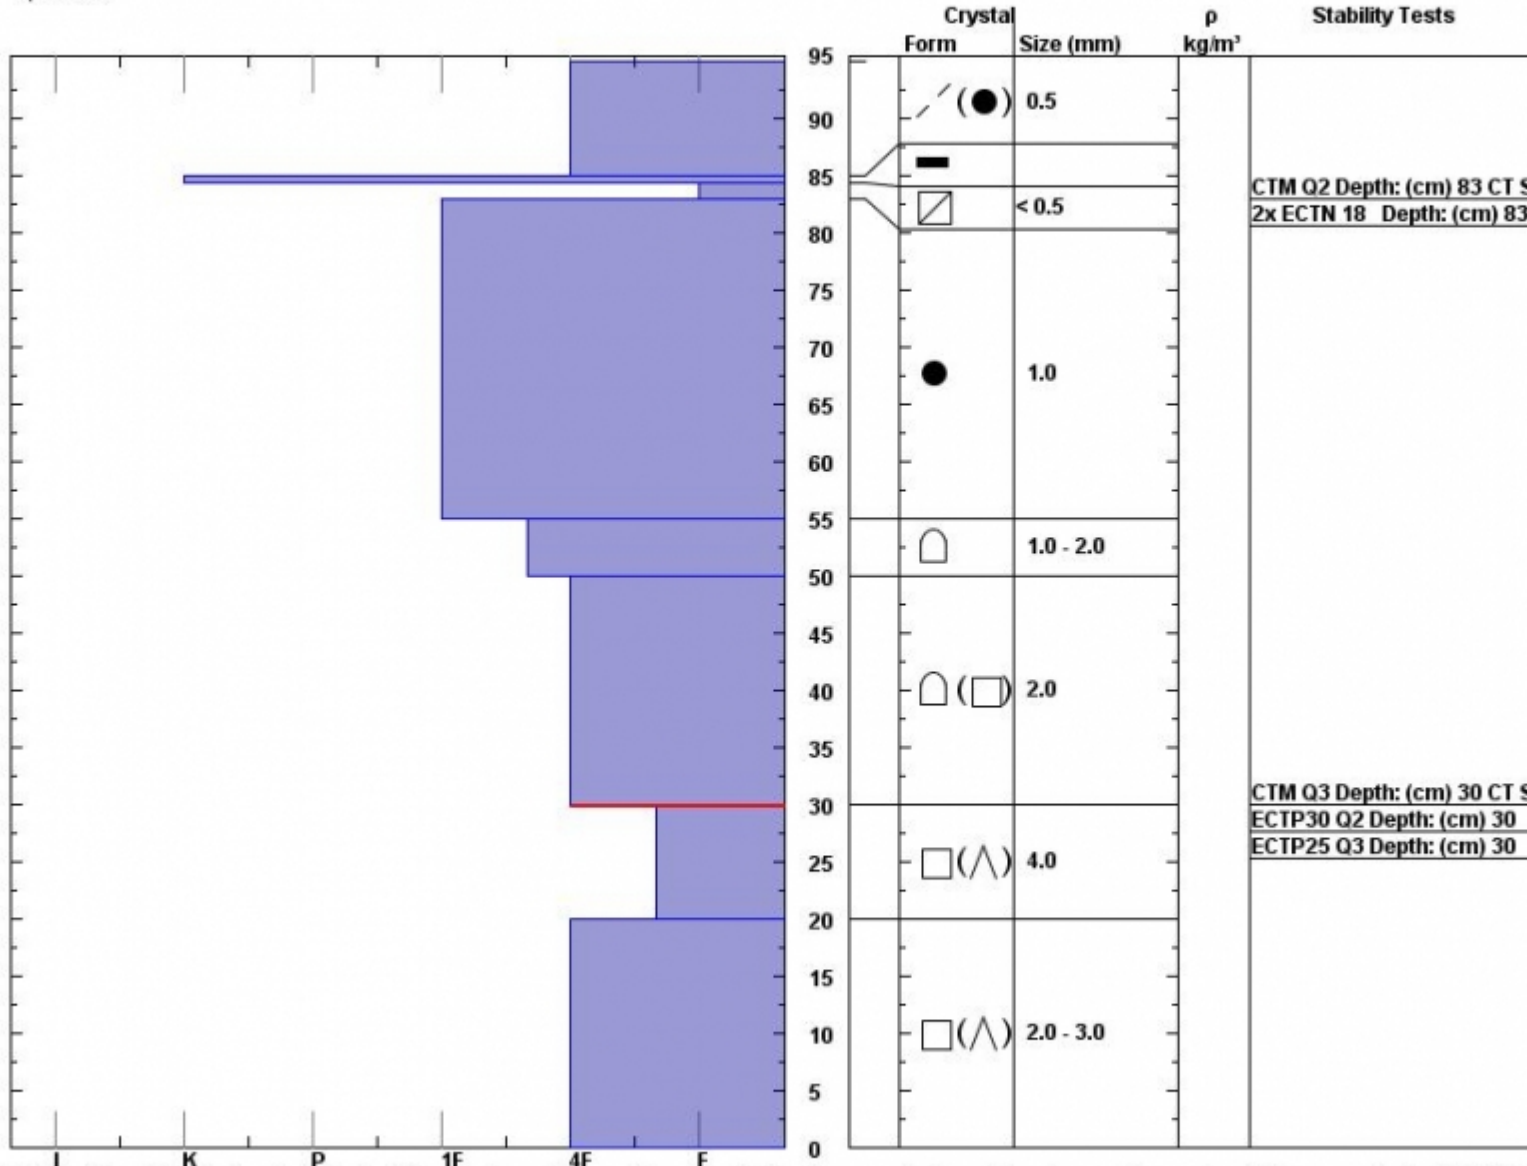 Crystal ρ Stability Tests
Form Size (mm) kg/m³
95
0.5
90
85
CTM Q2 Depth: (cm) 83 CT S
< 0.5
2x ECTN 18 Depth: (cm) 83
80
75
70
1.0
65
60
55
1.0 - 2.0
50
45
40
2.0
35
30
CTM Q3 Depth: (cm) 30 CT S
ECTP30 Q2 Depth: (cm) 30
25
4.0
ECTP25 Q3 Depth: (cm) 30
20
15
10
2.0 - 3.0
5
0
I K P 1F 4F F